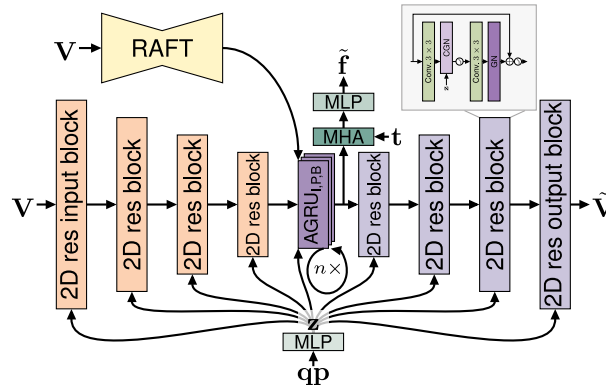 V
RAFT
f̃
MLP
MHA
t
Conv. 3 × 3
CGN
z
Conv. 3 × 3
GN
V
2D res input block
2D res block
2D res block
2D res block
AGRU I,P,B
n ×
2D res block
2D res block
2D res block
2D res output block
Ṽ
z
MLP
qp